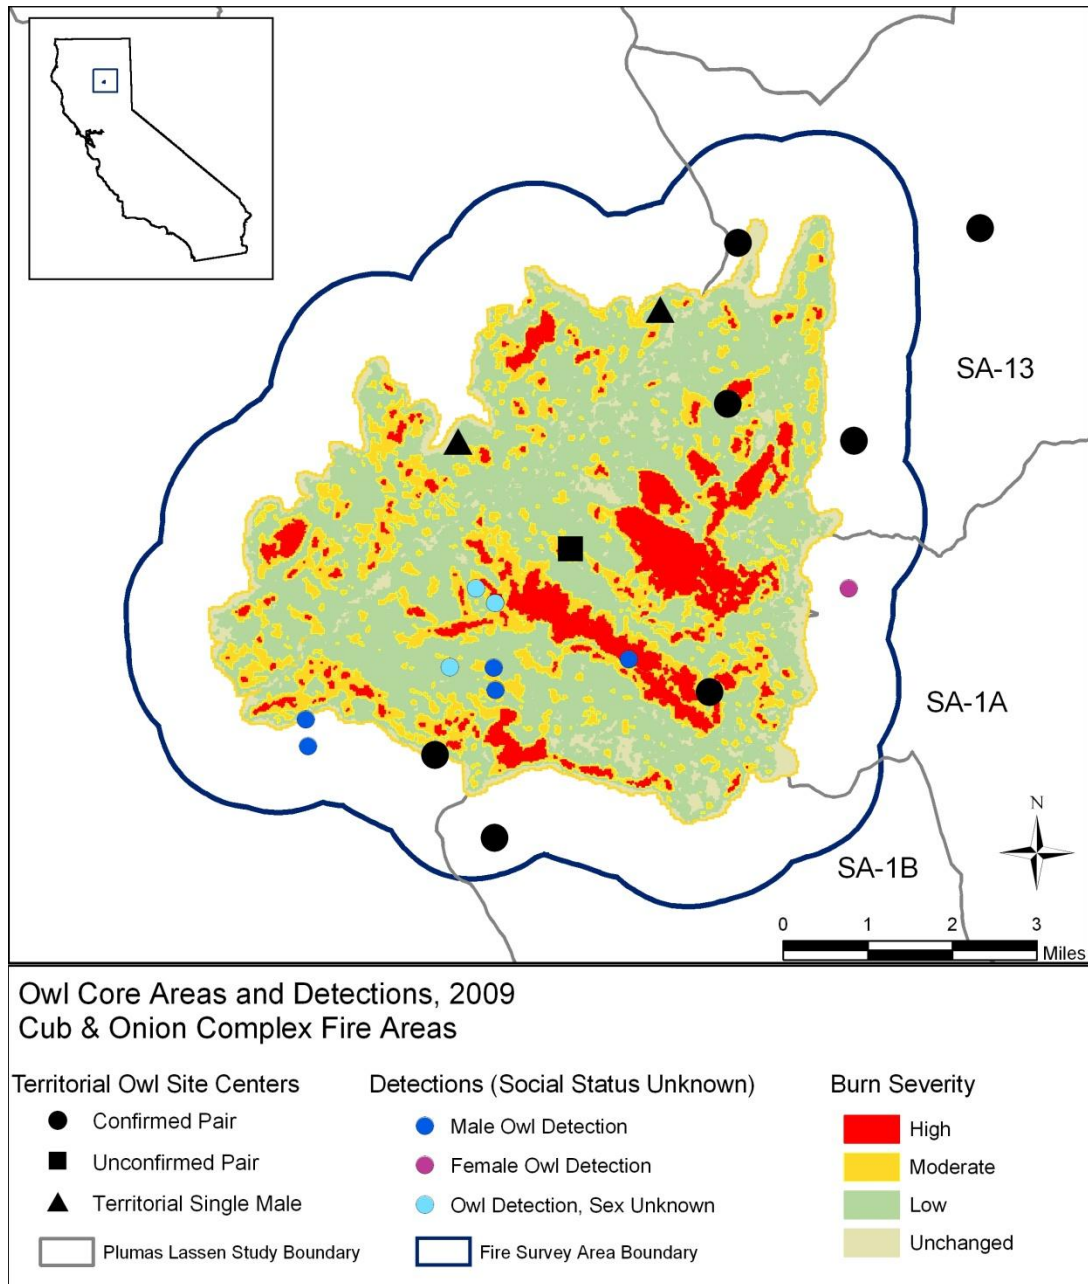 SA-13
SA-1A
N
SA-1B
0 1 2 3
Miles
Owl Core Areas and Detections, 2009
Cub & Onion Complex Fire Areas
Territorial Owl Site Centers
Confirmed Pair
Unconfirmed Pair
Territorial Single Male
Plumas Lassen Study Boundary
Detections (Social Status Unknown)
Male Owl Detection
Female Owl Detection
Owl Detection, Sex Unknown
Fire Survey Area Boundary
Burn Severity
High
Moderate
Low
Unchanged